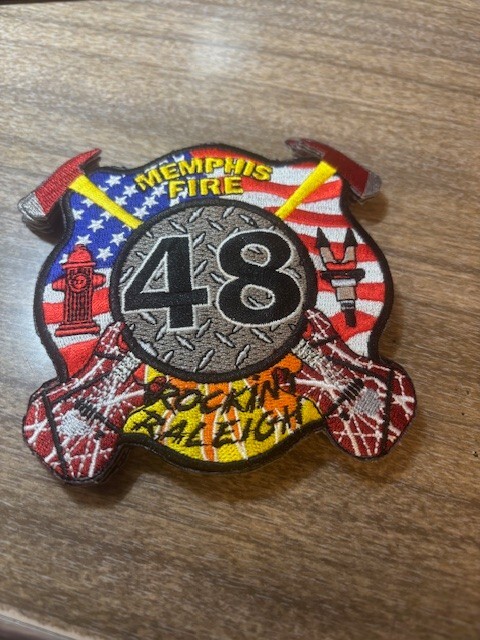 MEMPHIS
FIRE
48
ROCKIN'
RALEIGH